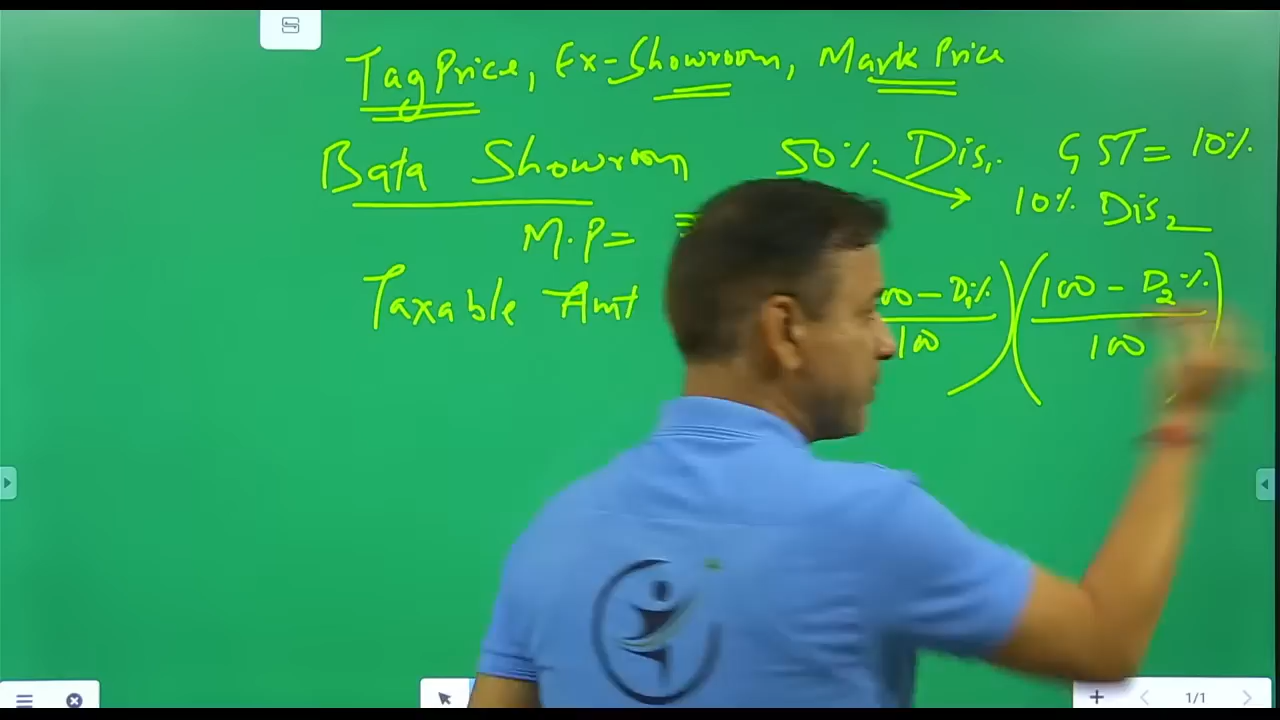 Tag Price, Ex-Showroom, Mark Price
Bata Showroom 50% Dis1. GST = 10%
10% Dis2
M.P =
Taxable Amt 00 - D1% / 100 ) ( 100 - D2% / 100 )
1/1